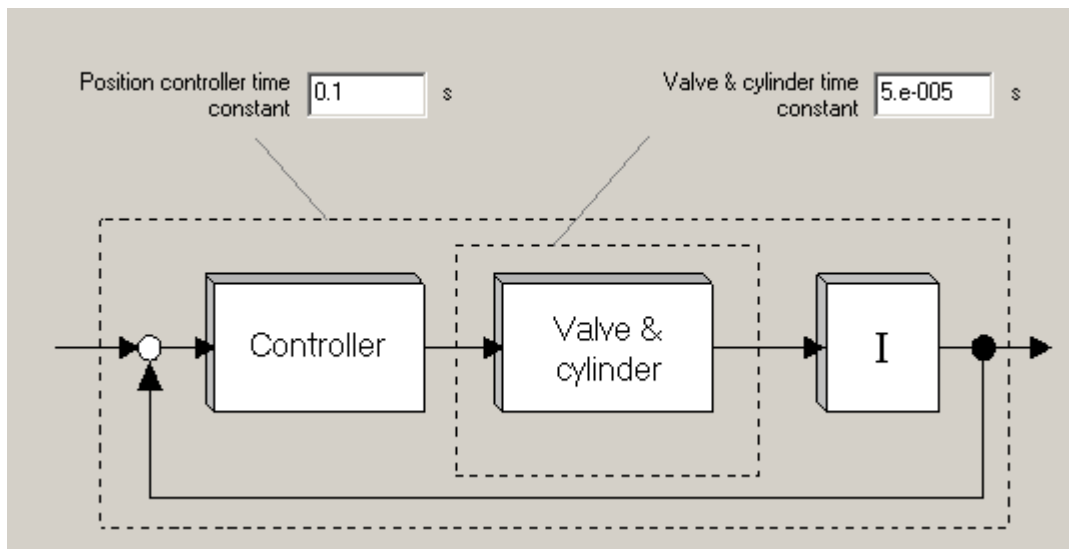 Position controller time
constant
0.1
s
Valve & cylinder time
constant
5.e-005
s
Controller
Valve &
cylinder
I